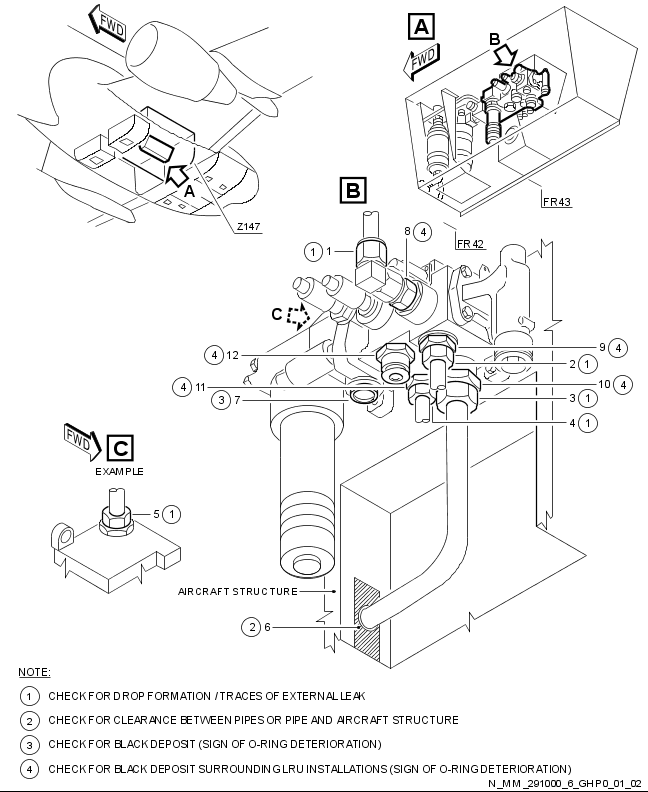 FWD
A
Z147
A
FWD
B
FR43
FR42
B
① 1
8 ④
C
④ 12
9 ④
2 ①
④ 11
10 ④
③ 7
3 ①
4 ①
FWD
C
EXAMPLE
5 ①
AIRCRAFT STRUCTURE
② 6
NOTE:
① CHECK FOR DROP FORMATION / TRACES OF EXTERNAL LEAK
② CHECK FOR CLEARANCE BETWEEN PIPES OR PIPE AND AIRCRAFT STRUCTURE
③ CHECK FOR BLACK DEPOSIT (SIGN OF O-RING DETERIORATION)
④ CHECK FOR BLACK DEPOSIT SURROUNDING LRU INSTALLATIONS (SIGN OF O-RING DETERIORATION)
N_MM_291000_6_GHP0_01_02